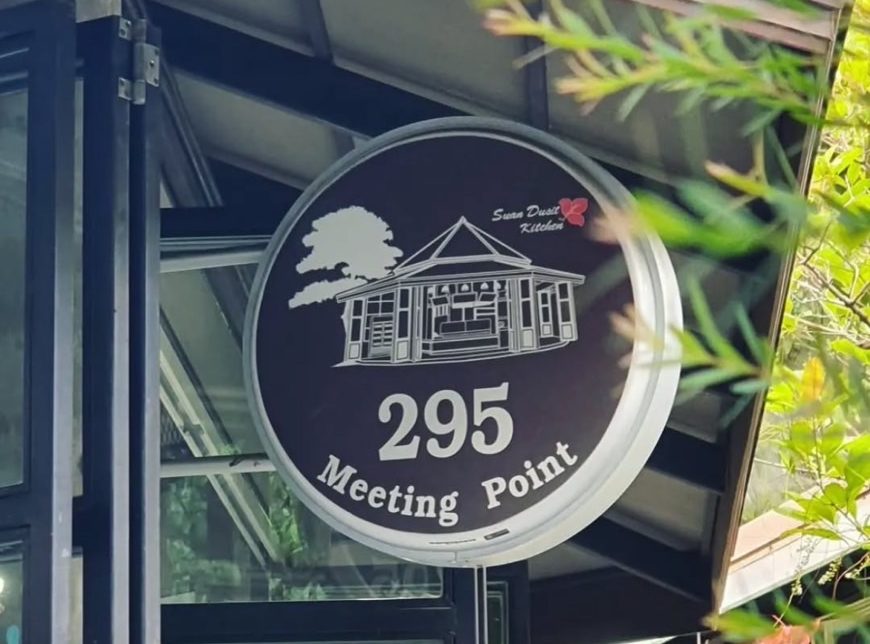 Suan Dusit
Kitchen
295
Meeting Point